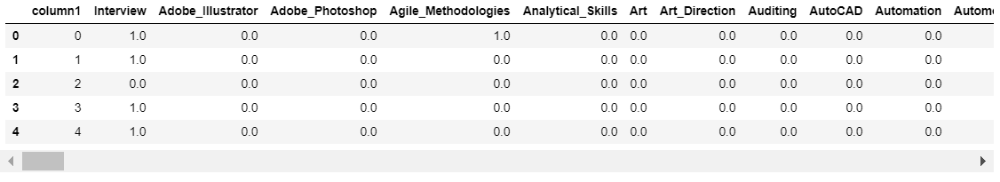 column1 Interview Adobe_Illustrator Adobe_Photoshop Agile_Methodologies Analytical_Skills Art Art_Direction Auditing AutoCAD Automation
0 0 1.0 0.0 0.0 1.0 0.0 0.0 0.0 0.0 0.0 0.0
1 1 1.0 0.0 0.0 0.0 0.0 0.0 0.0 0.0 0.0 0.0
2 2 0.0 0.0 0.0 0.0 0.0 0.0 0.0 0.0 0.0 0.0
3 3 1.0 0.0 0.0 0.0 0.0 0.0 0.0 0.0 0.0 0.0
4 4 1.0 0.0 0.0 0.0 0.0 0.0 0.0 0.0 0.0 0.0